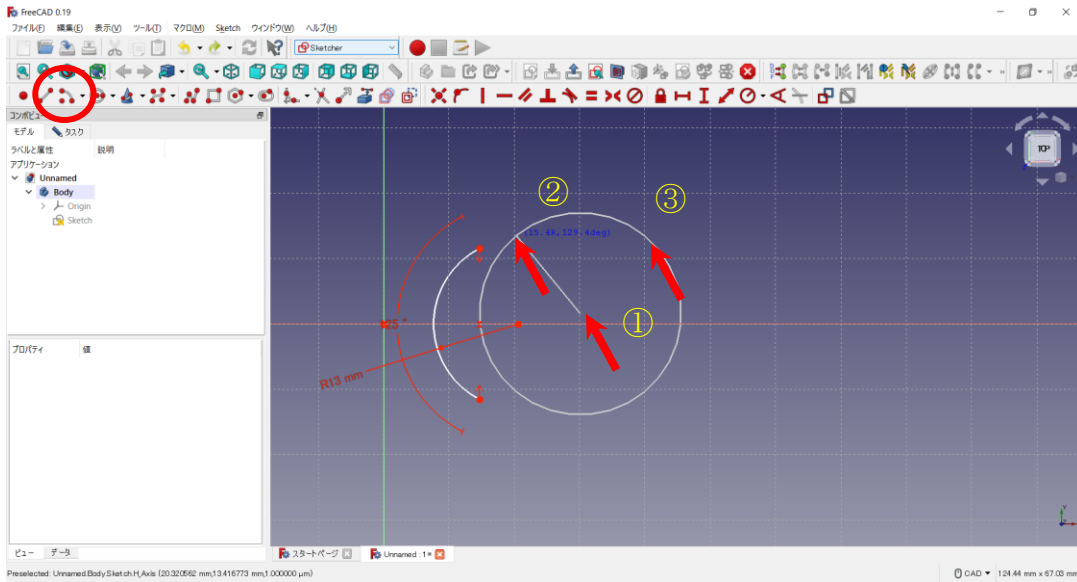 FreeCAD 0.19
ファイル(F) 編集(E) 表示(V) ツール(T) マクロ(M) Sketch ウィンドウ(W) ヘルプ(H)
Sketcher
コンボビュ
モデル タスク
ラベルと属性 説明
アプリケーション
Unnamed
Body
Origin
Sketch
プロパティ 値
ビュー データ
TOP
②
③
(15.4R,129.4deg)
①
R13 mm
Y
スタートページ
Unnamed : 1*
Preselected: Unnamed.Body.Sketch.H_Axis (20.320562 mm,13.416773 mm,1.000000 μm)
CAD 124.44 mm x 67.03 mm